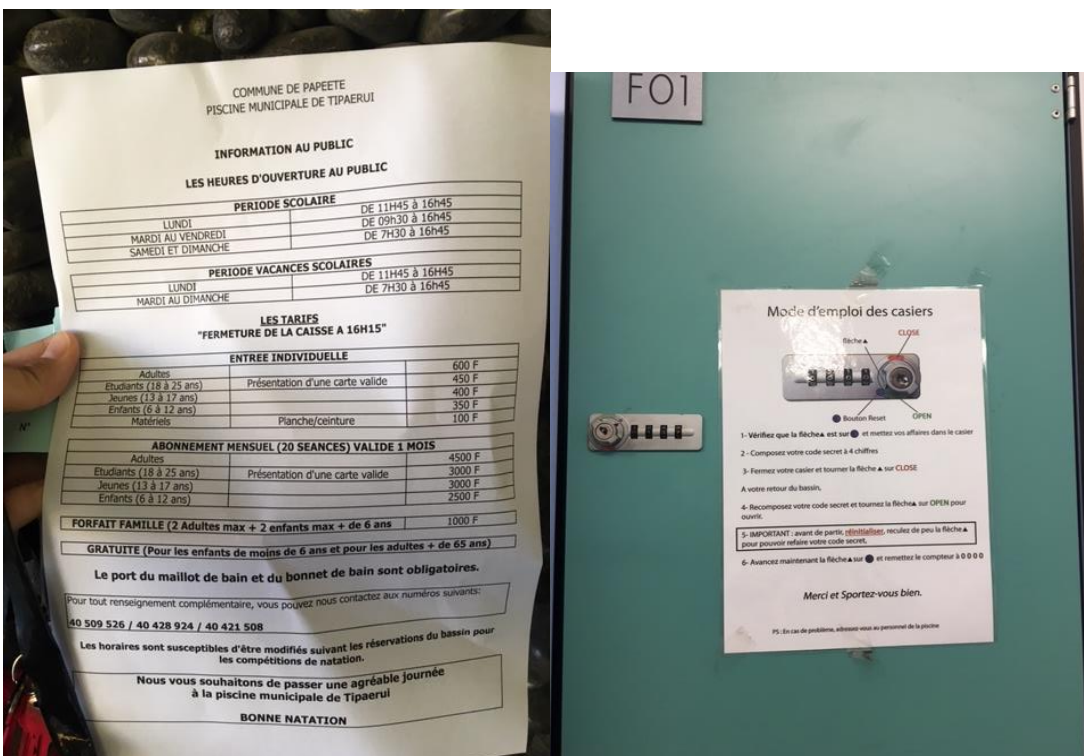 COMMUNE DE PAPEETE
PISCINE MUNICIPALE DE TIPAERUI
INFORMATION AU PUBLIC
LES HEURES D'OUVERTURE AU PUBLIC
PERIODE SCOLAIRE
LUNDI DE 11H45 à 16h45
MARDI AU VENDREDI DE 09h30 à 16h45
SAMEDI ET DIMANCHE DE 7H30 à 16h45
PERIODE VACANCES SCOLAIRES
LUNDI DE 11H45 à 16H45
MARDI AU DIMANCHE DE 7H30 à 16h45
LES TARIFS
"FERMETURE DE LA CAISSE A 16H15"
ENTREE INDIVIDUELLE
Adultes 600 F
Etudiants (18 à 25 ans) Présentation d'une carte valide 450 F
Jeunes (13 à 17 ans) 400 F
Enfants (6 à 12 ans) 350 F
Matériels Planche/ceinture 100 F
ABONNEMENT MENSUEL (20 SEANCES) VALIDE 1 MOIS
Adultes 4500 F
Etudiants (18 à 25 ans) Présentation d'une carte valide 3000 F
Jeunes (13 à 17 ans) 3000 F
Enfants (6 à 12 ans) 2500 F
FORFAIT FAMILLE (2 Adultes max + 2 enfants max + de 6 ans 1000 F
GRATUITE (Pour les enfants de moins de 6 ans et pour les adultes + de 65 ans)
Le port du maillot de bain et du bonnet de bain sont obligatoires.
Pour tout renseignement complémentaire, vous pouvez nous contactez aux numéros suivants:
40 509 526 / 40 428 924 / 40 421 508
Les horaires sont susceptibles d'être modifiés suivant les réservations du bassin pour
les compétitions de natation.
Nous vous souhaitons de passer une agréable journée
à la piscine municipale de Tipaerui
BONNE NATATION
N°
F01
Mode d'emploi des casiers
CLOSE
flèche▲
Bouton Reset
OPEN
1- Vérifiez que la flèche▲ est sur ● et mettez vos affaires dans le casier
2 - Composez votre code secret à 4 chiffres
3- Fermez votre casier et tourner la flèche ▲ sur CLOSE
A votre retour du bassin,
4- Recomposez votre code secret et tournez la flèche▲ sur OPEN pour
ouvrir.
5- IMPORTANT : avant de partir, réinitialiser, reculez de peu la flèche▲
pour pouvoir refaire votre code secret,
6- Avancez maintenant la flèche▲ sur ● et remettez le compteur à 0 0 0 0
Merci et Sportez-vous bien.
PS : En cas de problème, adressez-vous au personnel de la piscine